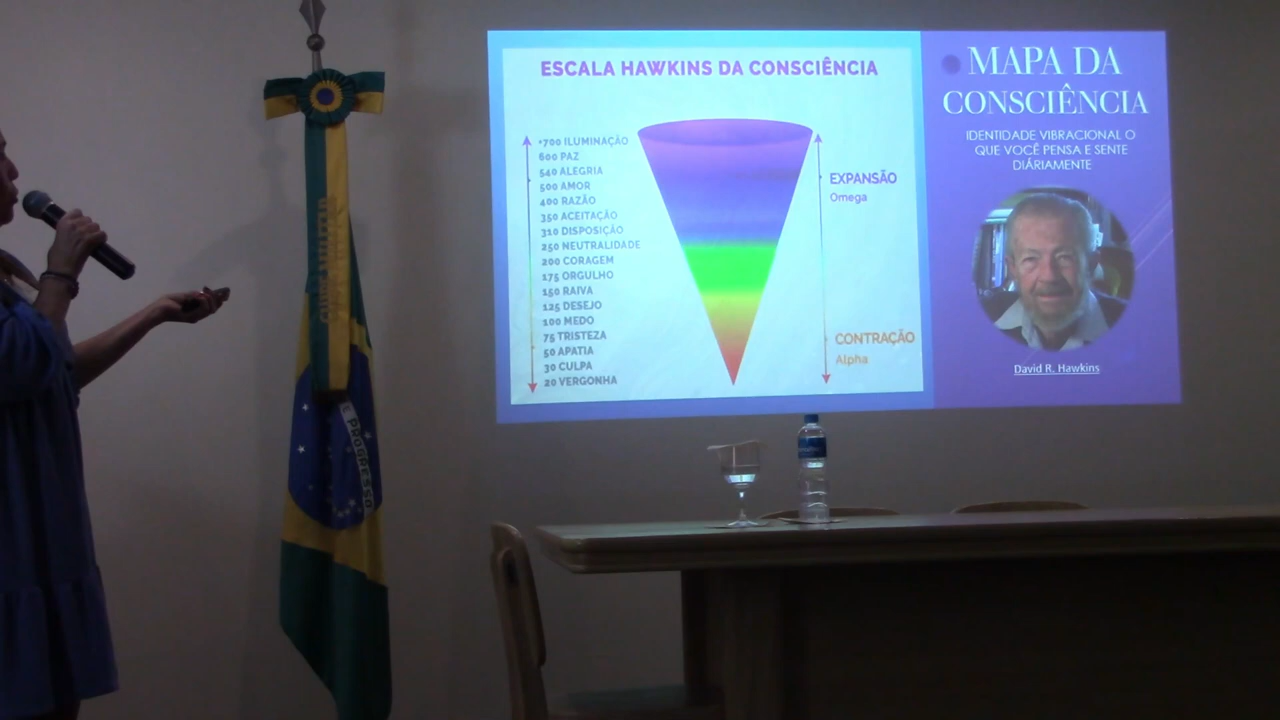 ESCALA HAWKINS DA CONSCIÊNCIA
+700 ILUMINAÇÃO
600 PAZ
540 ALEGRIA
500 AMOR
400 RAZÃO
350 ACEITAÇÃO
310 DISPOSIÇÃO
250 NEUTRALIDADE
200 CORAGEM
175 ORGULHO
150 RAIVA
125 DESEJO
100 MEDO
75 TRISTEZA
50 APATIA
30 CULPA
20 VERGONHA
EXPANSÃO
Omega
CONTRAÇÃO
Alpha
MAPA DA
CONSCIÊNCIA
IDENTIDADE VIBRACIONAL O
QUE VOCÊ PENSA E SENTE
DIÁRIAMENTE
David R. Hawkins
E PROGRESSO